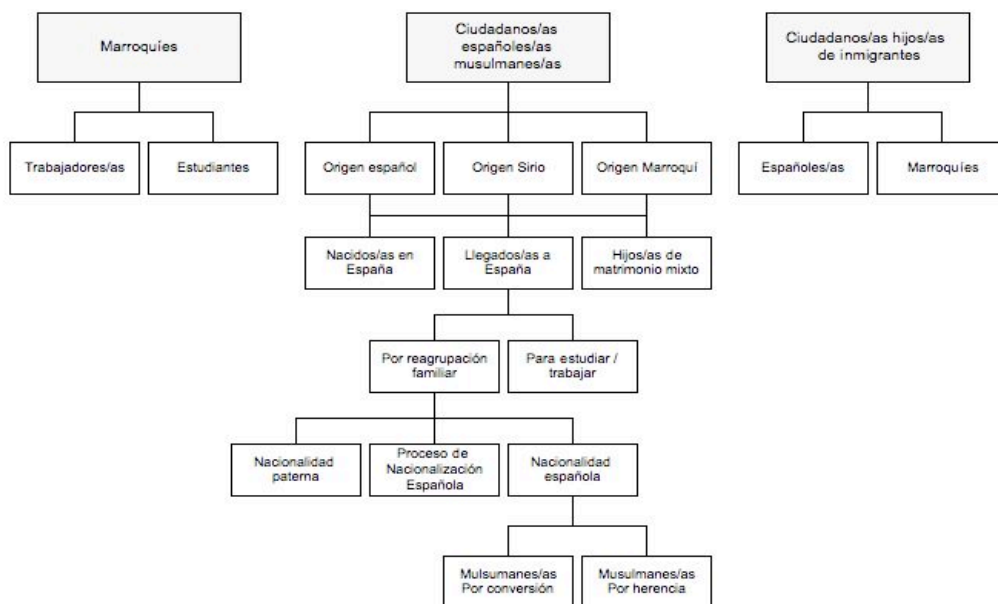 Marroquíes
Ciudadanos/as
españoles/as
musulmanes/as
Ciudadanos/as hijos/as
de inmigrantes
Trabajadores/as
Estudiantes
Origen español
Origen Sirio
Origen Marroquí
Españoles/as
Marroquíes
Nacidos/as en
España
Llegados/as a
España
Hijos/as de
matrimonio mixto
Por reagrupación
familiar
Para estudiar /
trabajar
Nacionalidad
paterna
Proceso de
Nacionalización
Española
Nacionalidad
española
Mulsumanes/as
Por conversión
Musulmanes/as
Por herencia